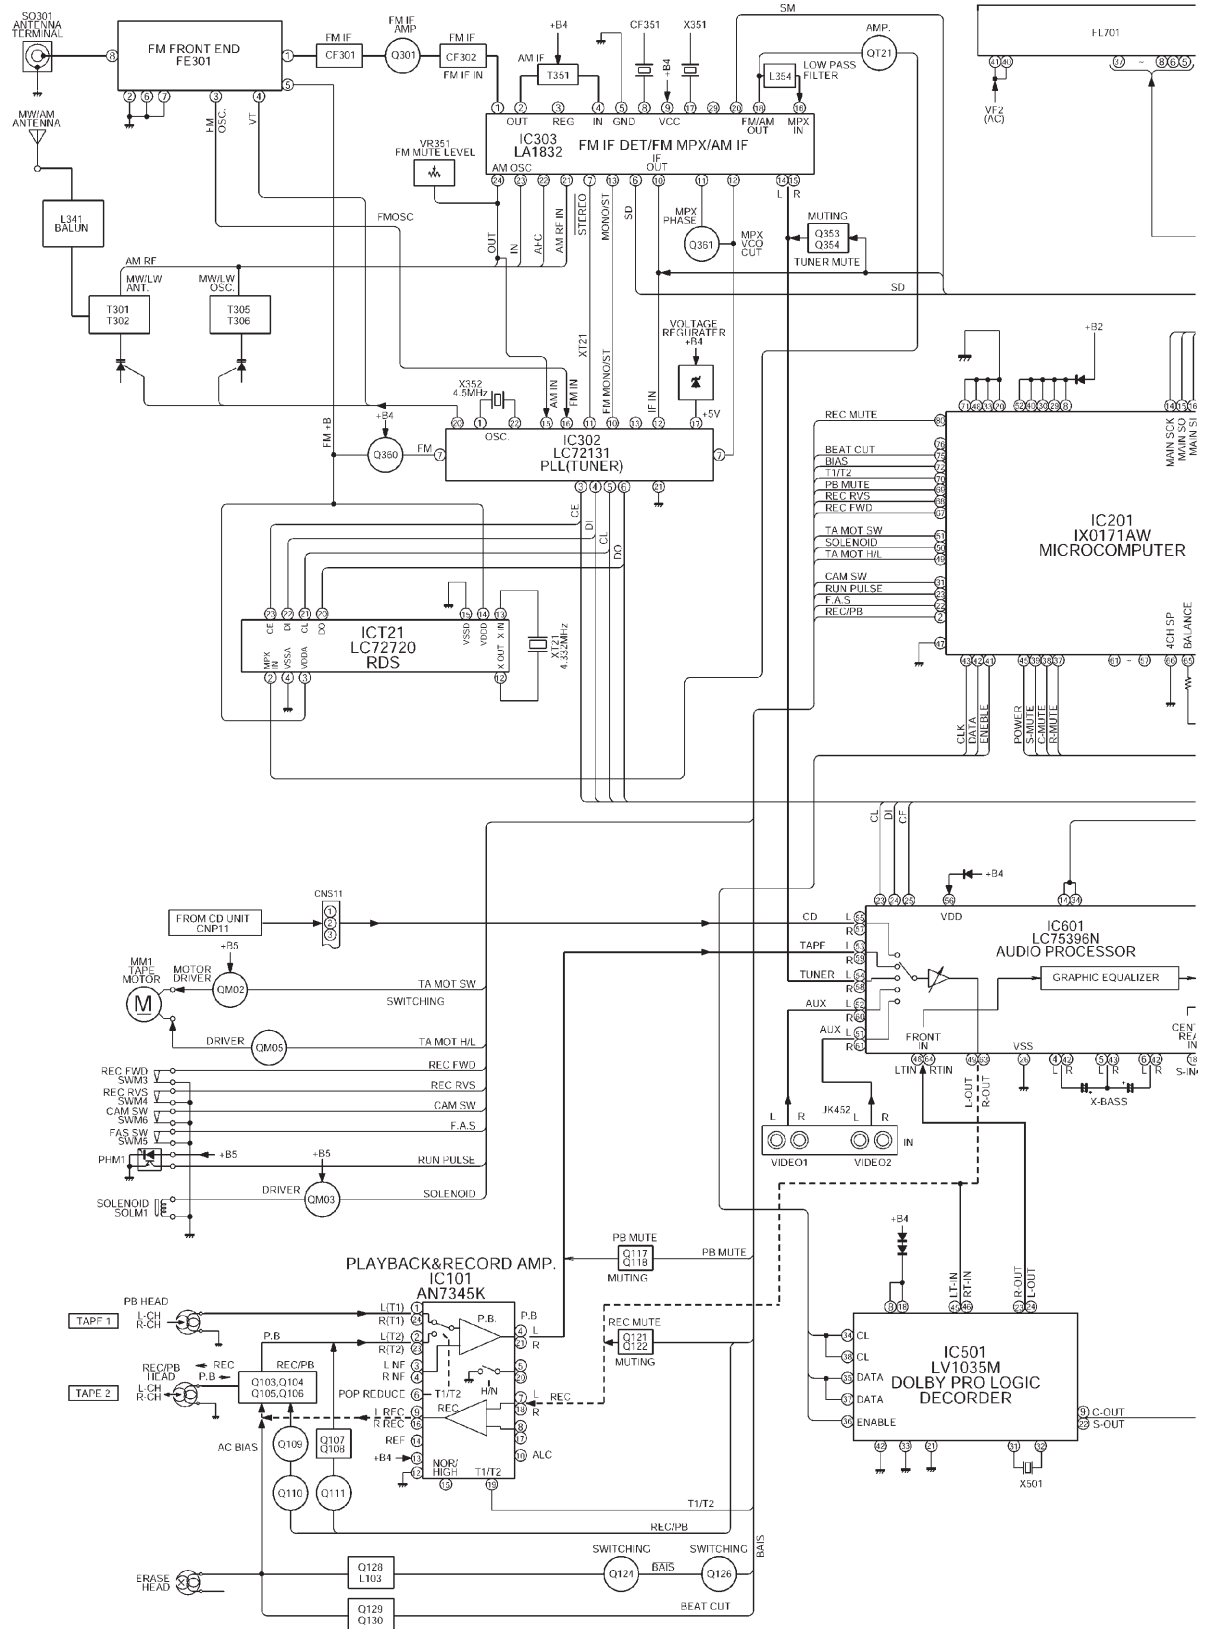 SO301
ANTENNA
TERMINAL
FM FRONT END
FE301
FM IF
CF301
FM IF
AMP
Q301
FM IF
CF302
FM IF IN
+B4
AM IF
T351
CF351
X351
+B4
SM
AMP.
QT21
L354
LOW PASS
FILTER
FL701
VF2
(AC)
MW/AM
ANTENNA
FM
OSC.
VT
OUT
REG
IN
GND
VCC
FM/AM
OUT
MPX
IN
IC303
LA1832
FM IF DET/FM MPX/AM IF
IF
OUT
AM OSC
VR351
FM MUTE LEVEL
L R
L341
BALUN
FMOSC
OUT
IN
AFC
AM RF IN
STEREO
MONO/ST
SD
MPX
PHASE
Q361
MPX
VCO
CUT
MUTING
Q353
Q354
TUNER MUTE
AM RF
MW/LW
ANT.
T301
T302
MW/LW
OSC.
T305
T306
SD
VOLTAGE
REGURATER
+B4
+5V
X352
4.5MHz
XT21
FM MONO/ST
AM IN
FM IN
IF IN
+B4
Q360
FM
FM +B
OSC.
IC302
LC72131
PLL(TUNER)
CE
DI
CL
DO
+B2
REC MUTE
BEAT CUT
BIAS
T1/T2
PB MUTE
REC RVS
REC FWD
TA MOT SW
SOLENOID
TA MOT H/L
CAM SW
RUN PULSE
F.A.S
REC/PB
MAIN SCK
MAIN SO
MAIN SI
IC201
IX0171AW
MICROCOMPUTER
4CH SP
BALANCE
CLK
DATA
ENEBLE
POWER
S-MUTE
C-MUTE
R-MUTE
CE
DI
CL
DO
VSSD
VDDD
X IN
ICT21
LC72720
RDS
MPX
IN
VSSA
VDDA
X OUT
XT21
4.332MHz
CL
DI
CE
+B4
VDD
IC601
LC75396N
AUDIO PROCESSOR
GRAPHIC EQUALIZER
FRONT
IN
VSS
CENT
REA
IN
CNS11
FROM CD UNIT
CNP11
CD
L
R
TAPE
L
R
TUNER
L
R
AUX
L
R
AUX
L
R
LTIN
RTIN
L-OUT
R-OUT
L R
L R
L R
X-BASS
S-IN
MM1
TAPE
MOTOR
M
MOTOR
DRIVER
+B5
QM02
TA MOT SW
SWITCHING
DRIVER
QM05
TA MOT H/L
REC FWD
SWM3
REC FWD
REC RVS
SWM4
REC RVS
CAM SW
SWM6
CAM SW
FAS SW
SWM5
F.A.S
PHM1
+B5
+B5
RUN PULSE
SOLENOID
SOLM1
DRIVER
QM03
SOLENOID
JK452
L R
L R
IN
VIDEO1
VIDEO2
PB MUTE
Q117
Q118
MUTING
PB MUTE
+B4
LT-IN
RT-IN
R-OUT
L-OUT
PLAYBACK&RECORD AMP.
IC101
AN7345K
PB HEAD
TAPE 1
L-CH
R-CH
L(T1)
R(T1)
P.B
L(T2)
R(T2)
P.B.
P.B
L
R
REC MUTE
Q121
Q122
MUTING
REC/PB
HEAD
REC
P.B
TAPE 2
L-CH
R-CH
REC/PB
Q103,Q104
Q105,Q106
L NF
R NF
POP REDUCE
T1/T2
H/N
L REC
R REC
REC
L
R
REC
REF
+B4
ALC
NOR/
HIGH
T1/T2
AC BIAS
Q109
Q107
Q108
Q110
Q111
T1/T2
REC/PB
BAIS
IC501
LV1035M
DOLBY PRO LOGIC
DECORDER
CL
CL
DATA
DATA
ENABLE
C-OUT
S-OUT
X501
ERASE
HEAD
Q128
L103
SWITCHING
Q124
BAIS
SWITCHING
Q126
Q129
Q130
BEAT CUT